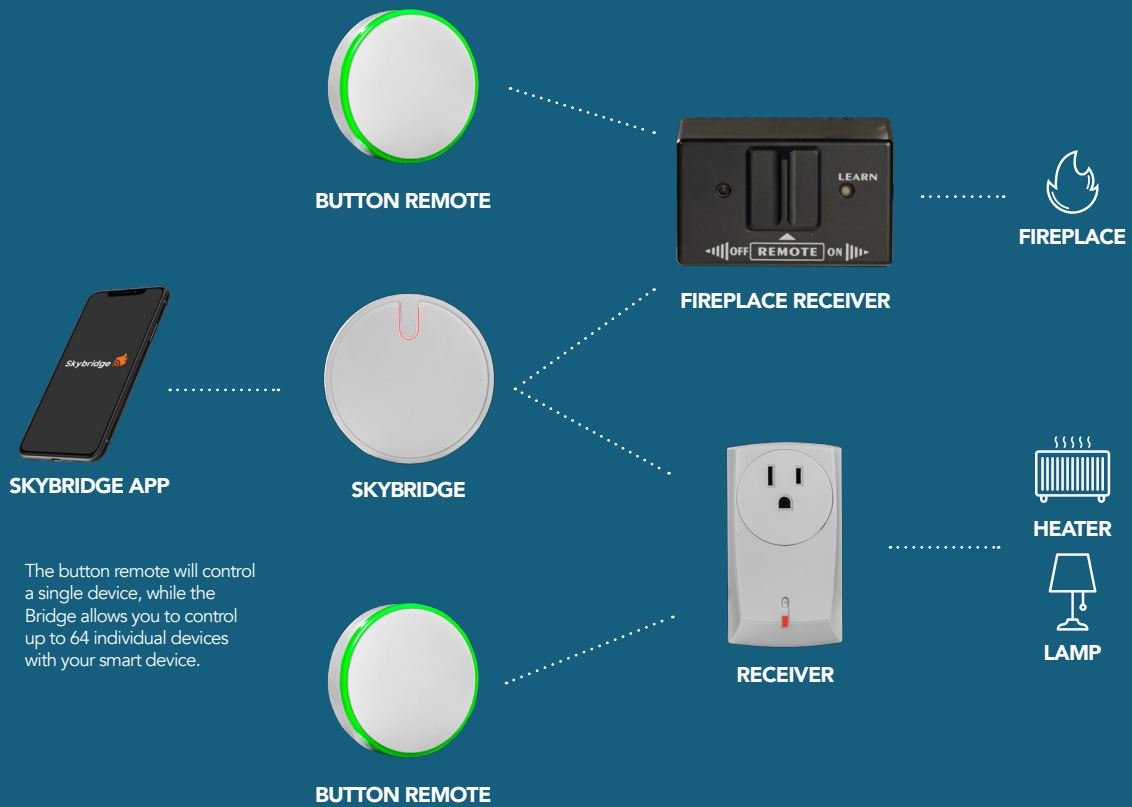 BUTTON REMOTE
LEARN
OFF REMOTE ON
FIREPLACE
FIREPLACE RECEIVER
Skybridge
SKYBRIDGE APP
SKYBRIDGE
HEATER
The button remote will control
a single device, while the
Bridge allows you to control
up to 64 individual devices
with your smart device.
LAMP
RECEIVER
BUTTON REMOTE